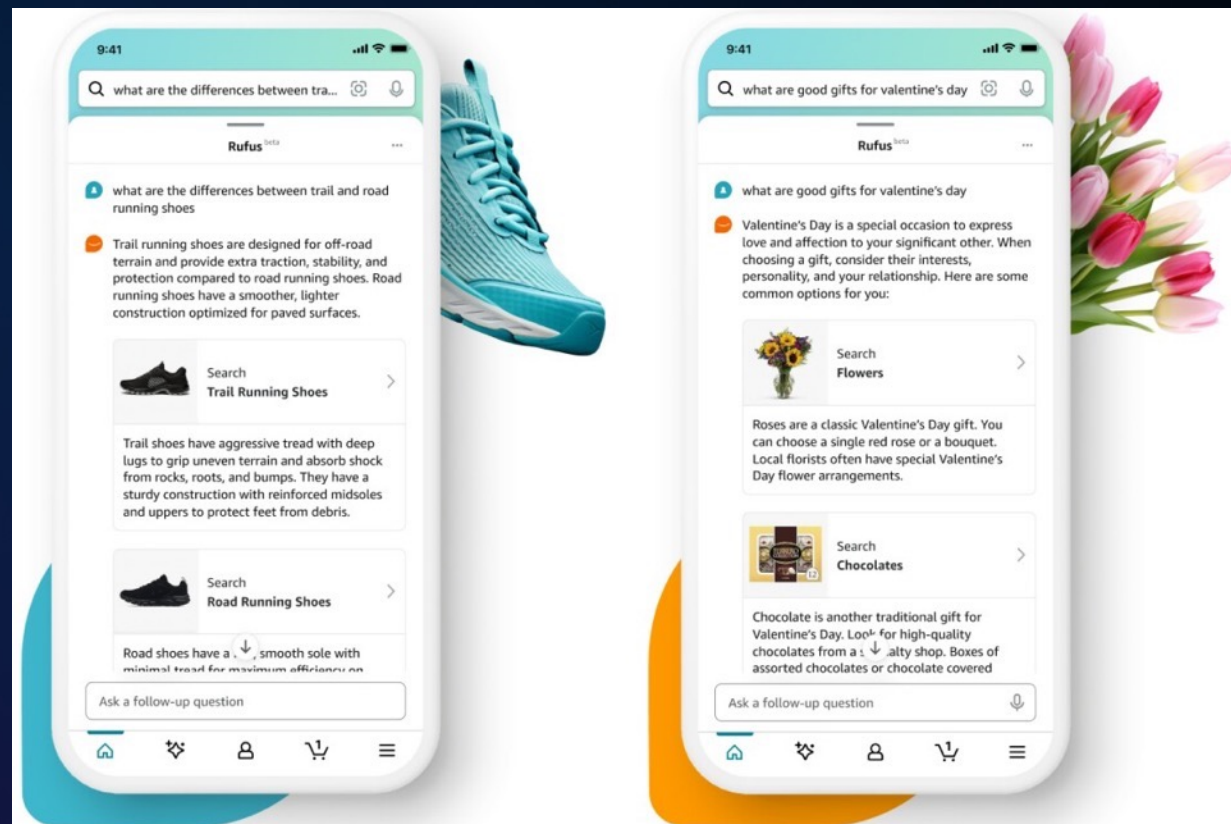 9:41
what are the differences between tra...
Rufus beta
what are the differences between trail and road
running shoes
Trail running shoes are designed for off-road
terrain and provide extra traction, stability, and
protection compared to road running shoes. Road
running shoes have a smoother, lighter
construction optimized for paved surfaces.
Search
Trail Running Shoes
Trail shoes have aggressive tread with deep
lugs to grip uneven terrain and absorb shock
from rocks, roots, and bumps. They have a
sturdy construction with reinforced midsoles
and uppers to protect feet from debris.
Search
Road Running Shoes
Road shoes have a smooth sole with
minimal tread for maximum efficiency on
Ask a follow-up question
1
9:41
what are good gifts for valentine's day
Rufus beta
what are good gifts for valentine's day
Valentine's Day is a special occasion to express
love and affection to your significant other. When
choosing a gift, consider their interests,
personality, and your relationship. Here are some
common options for you:
Search
Flowers
Roses are a classic Valentine's Day gift. You
can choose a single red rose or a bouquet.
Local florists often have special Valentine's
Day flower arrangements.
12
Search
Chocolates
Chocolate is another traditional gift for
Valentine's Day. Look for high-quality
chocolates from a shop. Boxes of
assorted chocolates or chocolate covered
Ask a follow-up question
1